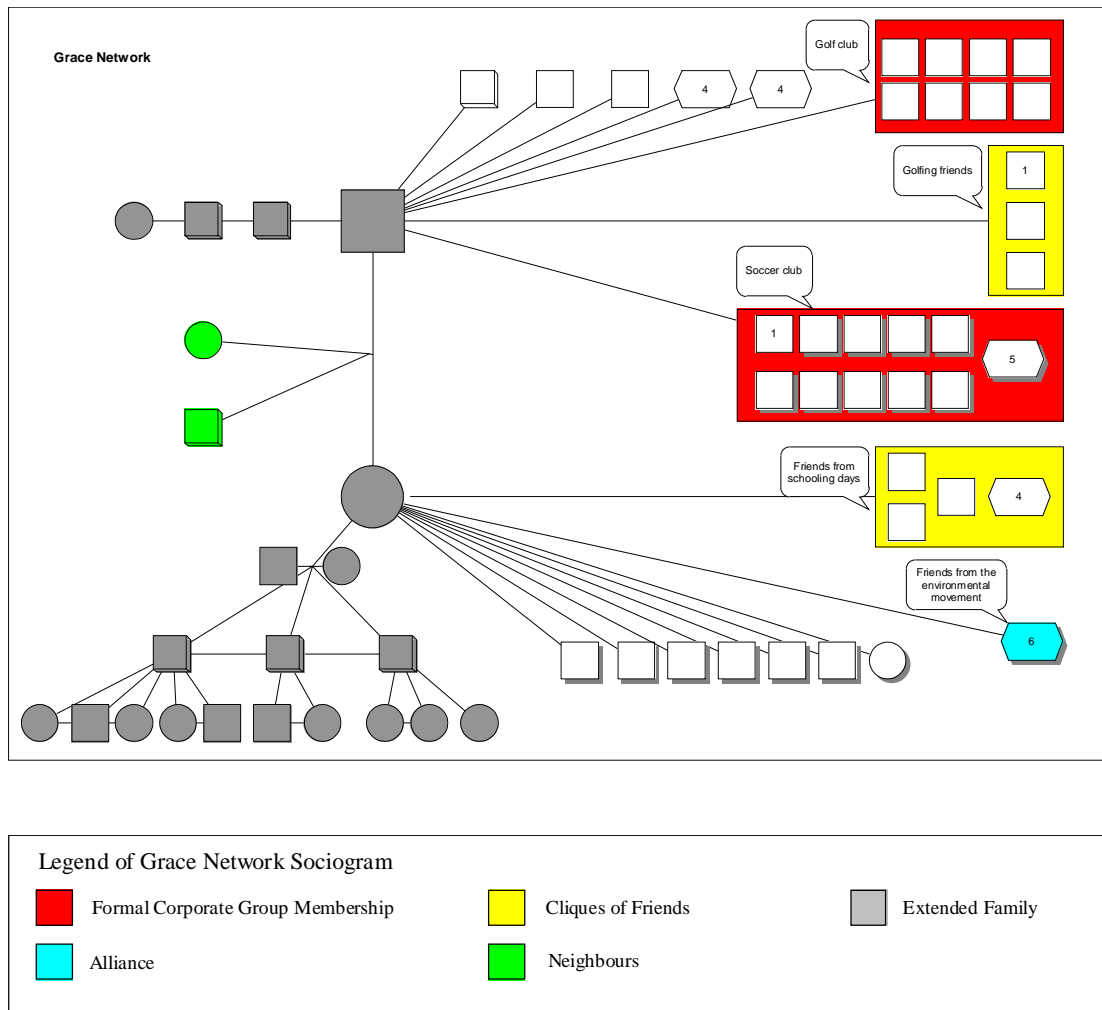 Grace Network
Golf club
4
4
Golfing friends
1
Soccer club
1
5
Friends from
schooling days
4
Friends from the
environmental
movement
6
Legend of Grace Network Sociogram
Formal Corporate Group Membership
Cliques of Friends
Extended Family
Alliance
Neighbours